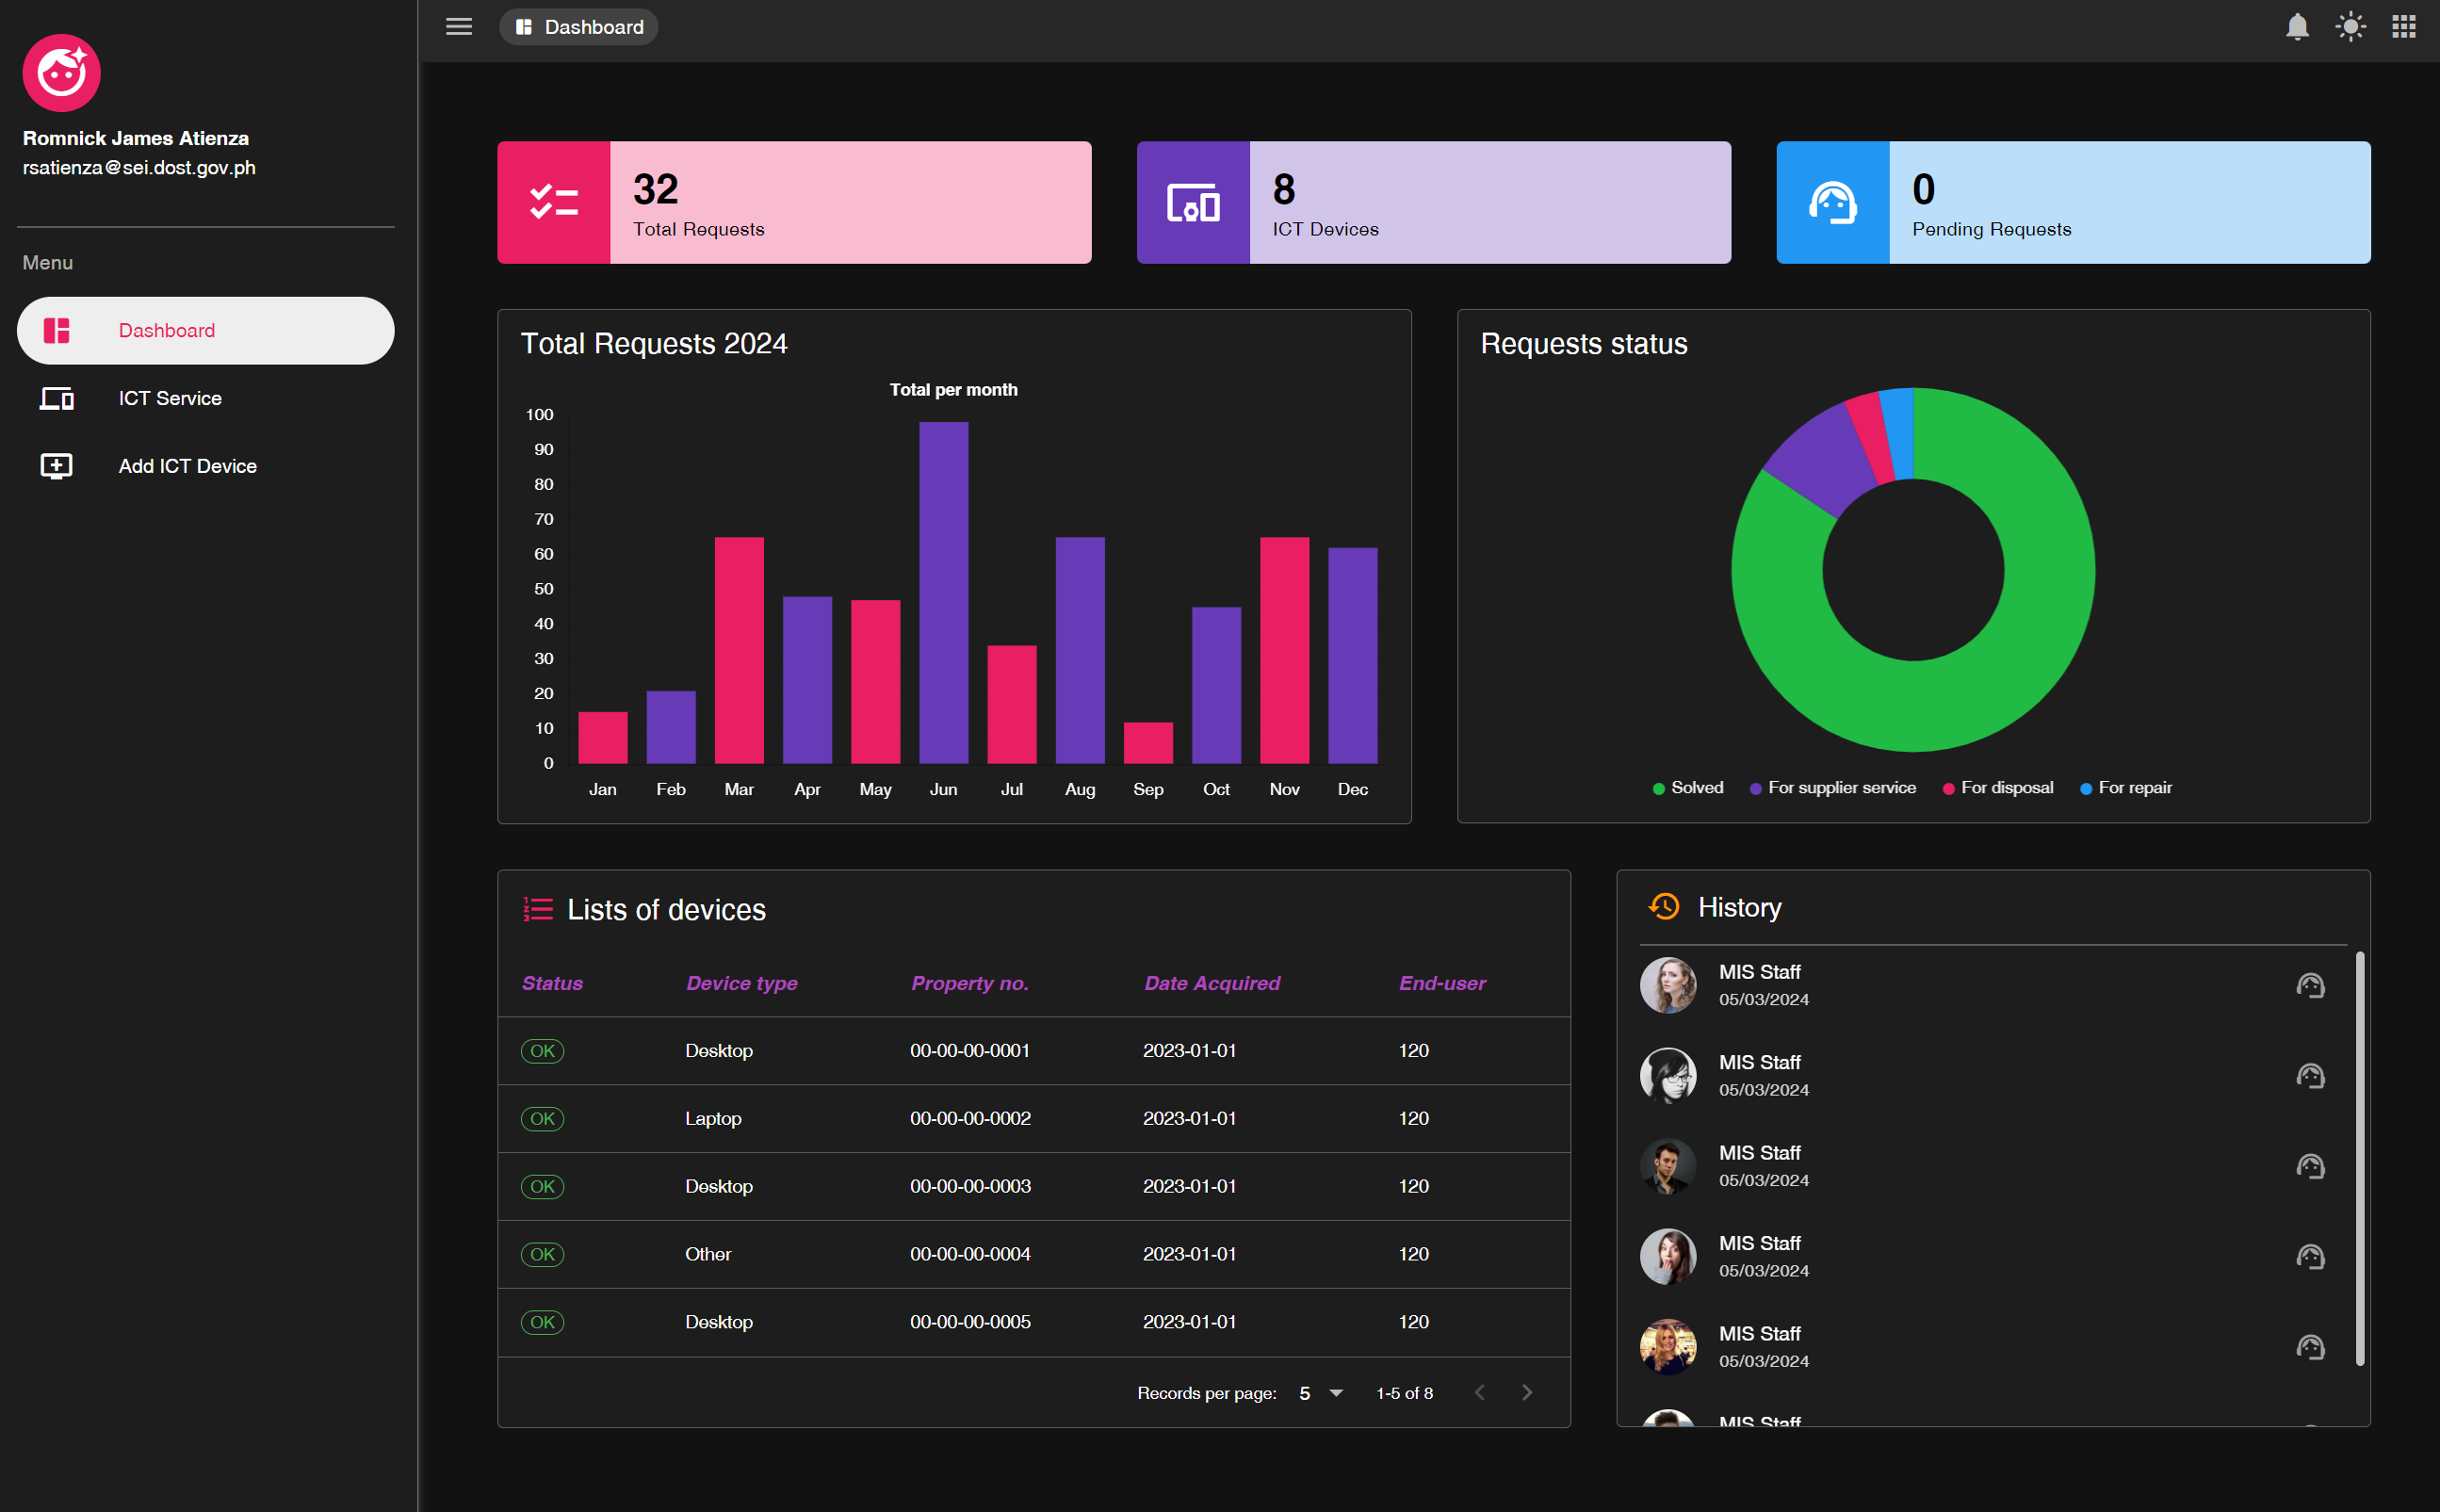 Romnick James Atienza
rsatienza@sei.dost.gov.ph
Menu
Dashboard
ICT Service
Add ICT Device
Dashboard
32
Total Requests
8
ICT Devices
0
Pending Requests
Total Requests 2024
Total per month
100
90
80
70
60
50
40
30
20
10
0
Jan Feb Mar Apr May Jun Jul Aug Sep Oct Nov Dec
Requests status
Solved For supplier service For disposal For repair
Lists of devices
Status Device type Property no. Date Acquired End-user
OK Desktop 00-00-00-0001 2023-01-01 120
OK Laptop 00-00-00-0002 2023-01-01 120
OK Desktop 00-00-00-0003 2023-01-01 120
OK Other 00-00-00-0004 2023-01-01 120
OK Desktop 00-00-00-0005 2023-01-01 120
Records per page: 5 1-5 of 8
History
MIS Staff
05/03/2024
MIS Staff
05/03/2024
MIS Staff
05/03/2024
MIS Staff
05/03/2024
MIS Staff
05/03/2024
MIS Staff